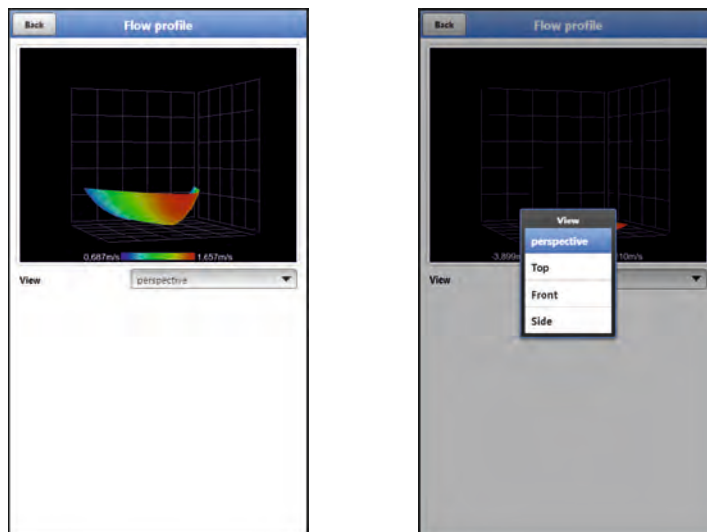 Back
Flow profile
0,687m/s
1,657m/s
View
perspective
Back
Flow profile
View
perspective
Top
Front
Side
View